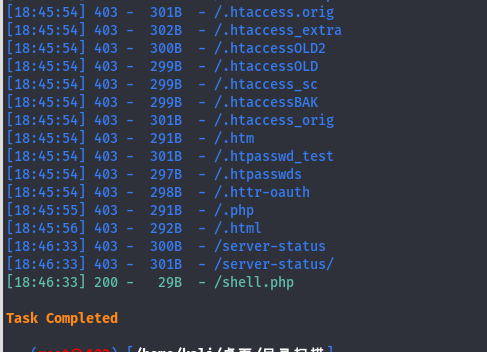 [18:45:54] 403 -  301B  - /.htaccess.orig
[18:45:54] 403 -  302B  - /.htaccess_extra
[18:45:54] 403 -  300B  - /.htaccessOLD2
[18:45:54] 403 -  299B  - /.htaccessOLD
[18:45:54] 403 -  299B  - /.htaccess_sc
[18:45:54] 403 -  299B  - /.htaccessBAK
[18:45:54] 403 -  301B  - /.htaccess_orig
[18:45:54] 403 -  291B  - /.htm
[18:45:54] 403 -  301B  - /.htpasswd_test
[18:45:54] 403 -  297B  - /.htpasswds
[18:45:54] 403 -  298B  - /.httr-oauth
[18:45:55] 403 -  291B  - /.php
[18:45:56] 403 -  292B  - /.html
[18:46:33] 403 -  300B  - /server-status
[18:46:33] 403 -  301B  - /server-status/
[18:46:33] 200 -   29B  - /shell.php
Task Completed